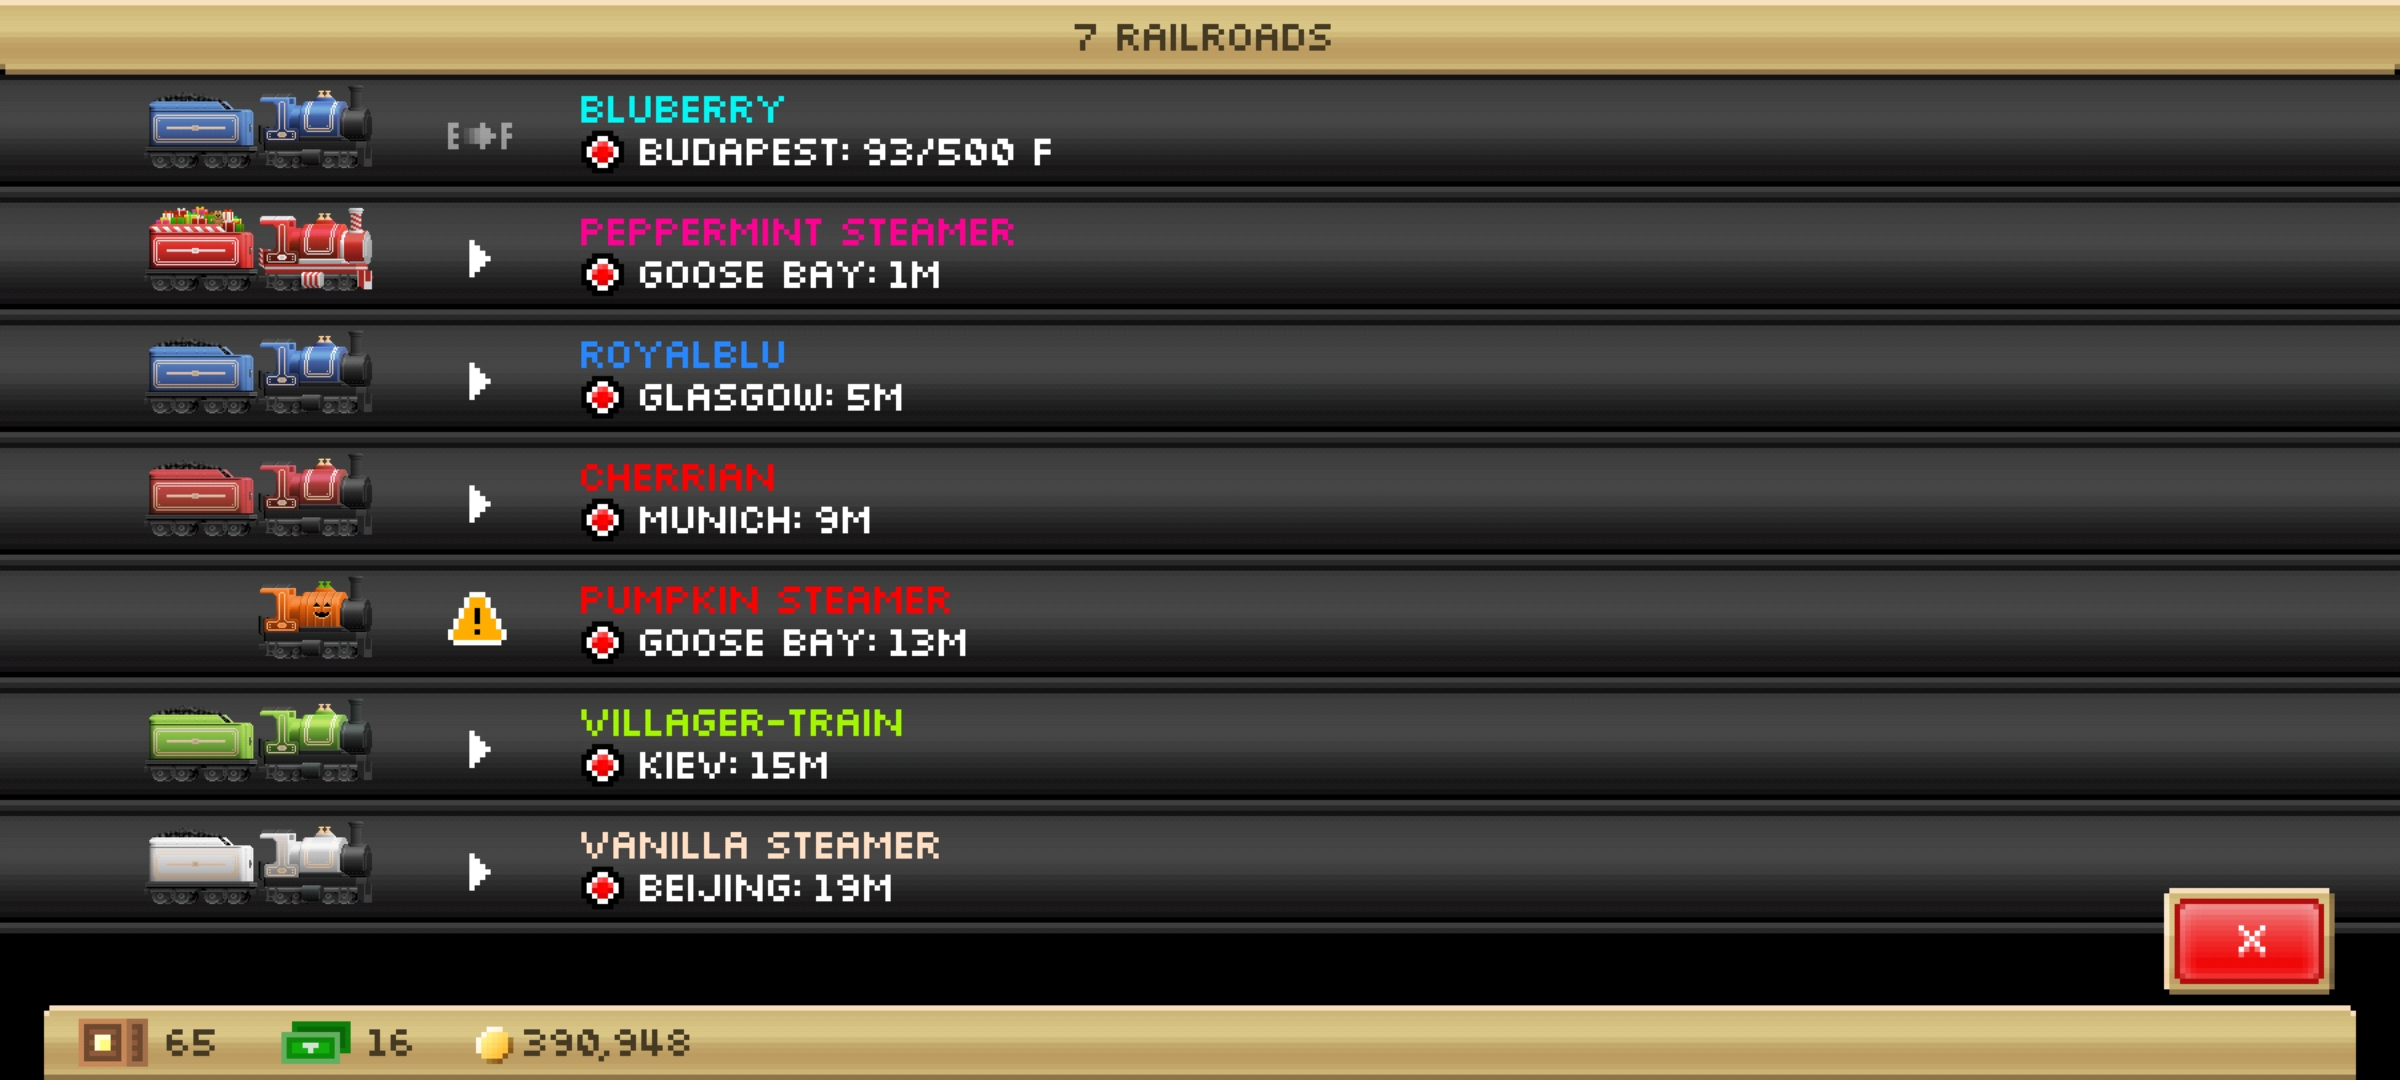 7 RAILROADS
BLUBERRY
E F
BUDAPEST: 93/500 F
PEPPERMINT STEAMER
GOOSE BAY: 1M
ROYALBLU
GLASGOW: 5M
CHERRIAN
MUNICH: 9M
PUMPKIN STEAMER
GOOSE BAY: 13M
VILLAGER-TRAIN
KIEV: 15M
VANILLA STEAMER
BEIJING: 19M
X
65 16 390,948